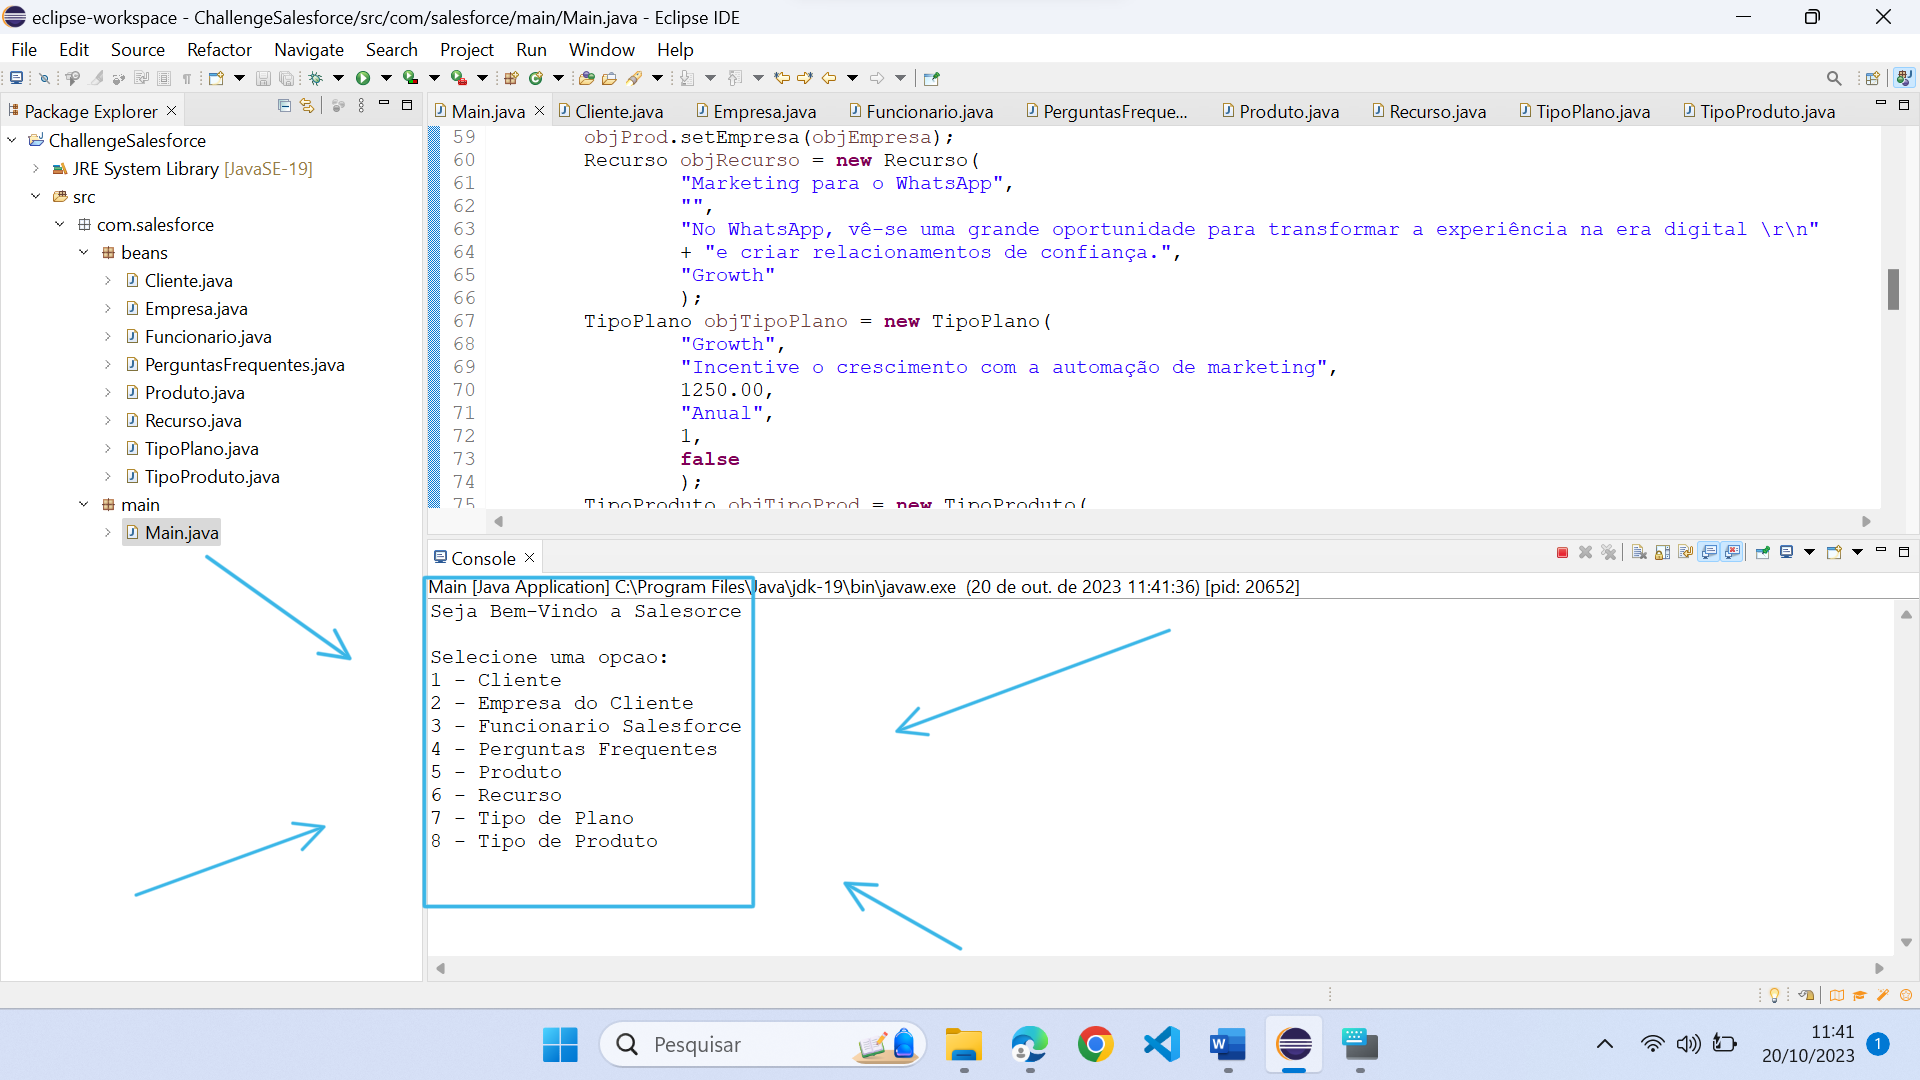 eclipse-workspace - ChallengeSalesforce/src/com/salesforce/main/Main.java - Eclipse IDE
File Edit Source Refactor Navigate Search Project Run Window Help
Package Explorer
ChallengeSalesforce
JRE System Library [JavaSE-19]
src
com.salesforce
beans
Cliente.java
Empresa.java
Funcionario.java
PerguntasFrequentes.java
Produto.java
Recurso.java
TipoPlano.java
TipoProduto.java
main
Main.java
Main.java Cliente.java Empresa.java Funcionario.java PerguntasFreque... Produto.java Recurso.java TipoPlano.java TipoProduto.java
59 objProd.setEmpresa(objEmpresa);
60 Recurso objRecurso = new Recurso(
61 "Marketing para o WhatsApp",
62 "",
63 "No WhatsApp, vê-se uma grande oportunidade para transformar a experiência na era digital \r\n"
64 + "e criar relacionamentos de confiança.",
65 "Growth"
66 );
67 TipoPlano objTipoPlano = new TipoPlano(
68 "Growth",
69 "Incentive o crescimento com a automação de marketing",
70 1250.00,
71 "Anual",
72 1,
73 false
74 );
75 TipoProduto objTipoProd = new TipoProduto(
Console
Main [Java Application] C:\Program Files\Java\jdk-19\bin\javaw.exe (20 de out. de 2023 11:41:36) [pid: 20652]
Seja Bem-Vindo a Salesorce
Selecione uma opcao:
1 - Cliente
2 - Empresa do Cliente
3 - Funcionario Salesforce
4 - Perguntas Frequentes
5 - Produto
6 - Recurso
7 - Tipo de Plano
8 - Tipo de Produto
Pesquisar
11:41
20/10/2023
1